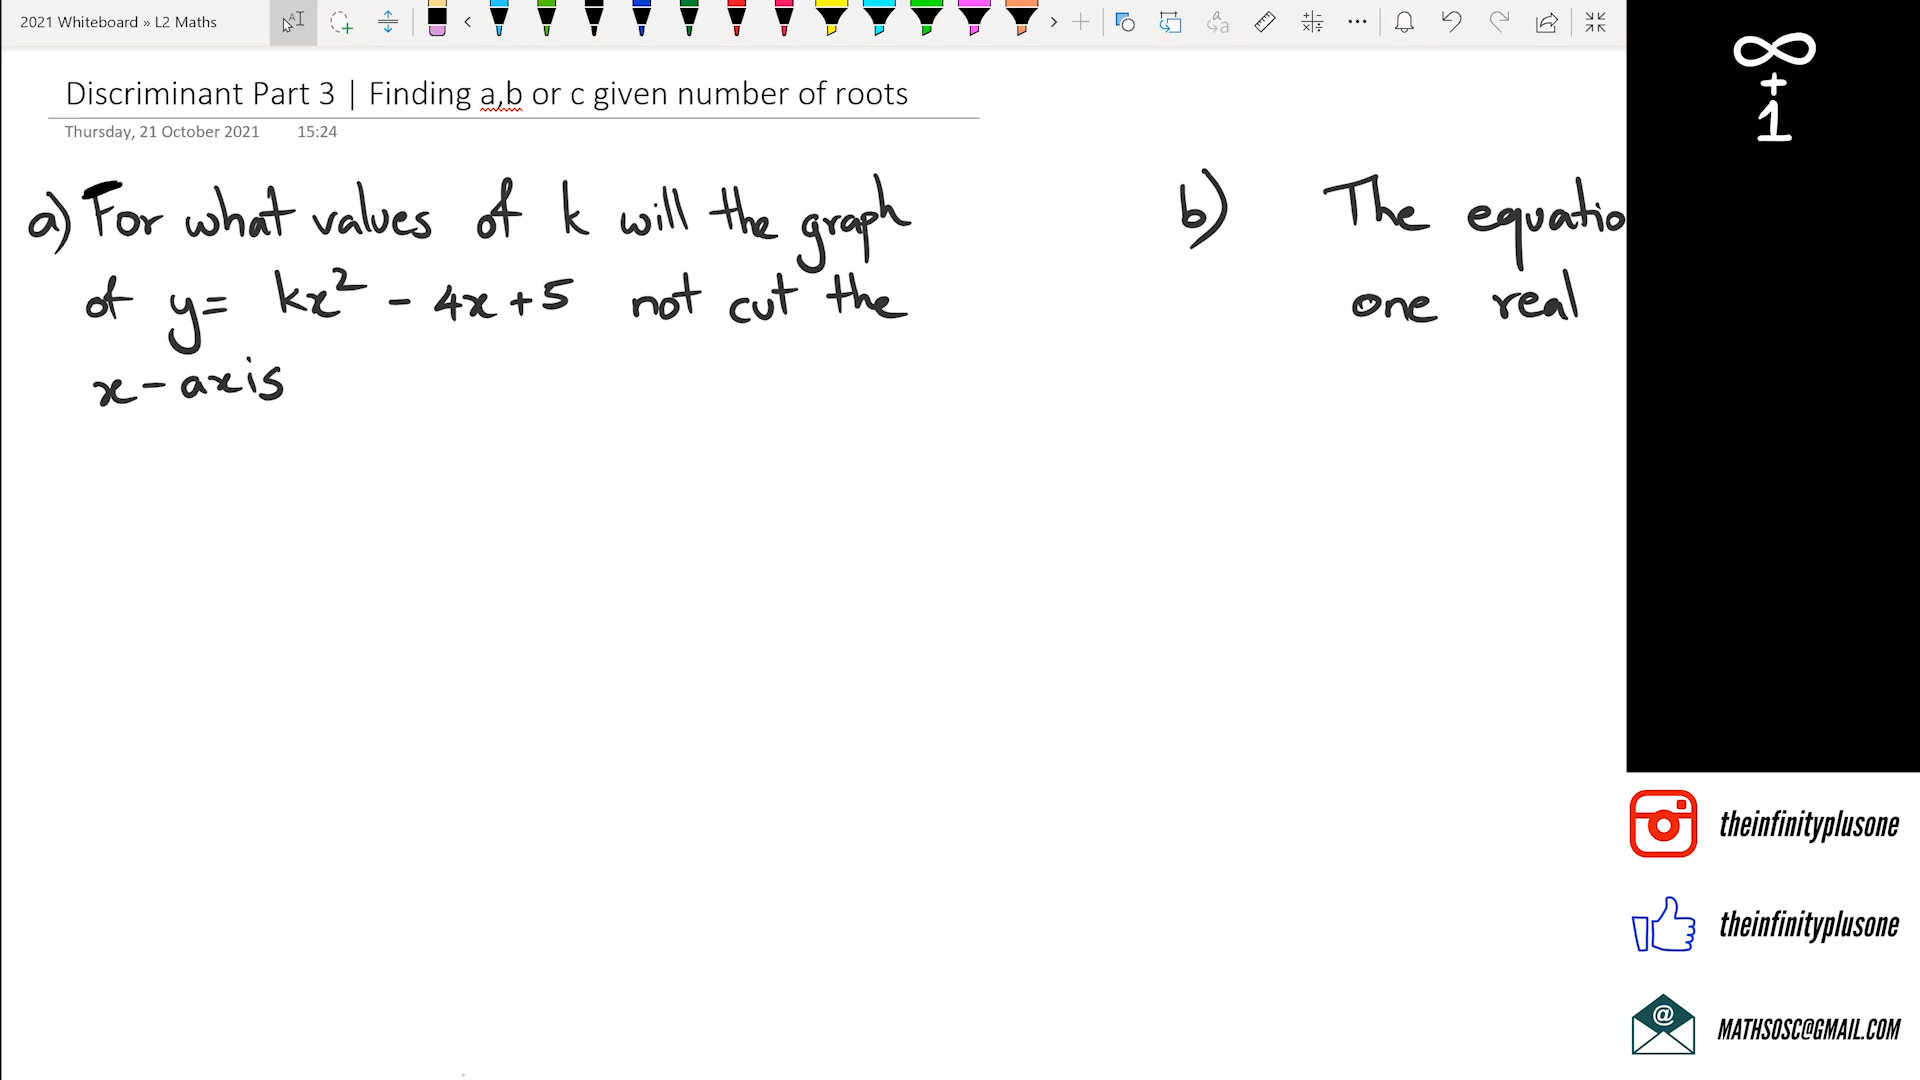 2021 Whiteboard » L2 Maths
Discriminant Part 3 | Finding a,b or c given number of roots
Thursday, 21 October 2021 15:24
a) For what values of k will the graph
of y= kx² - 4x+5 not cut the
x-axis
b) The equatio
one real
∞
+
1
theinfinityplusone
theinfinityplusone
MATHSOSC@GMAIL.COM